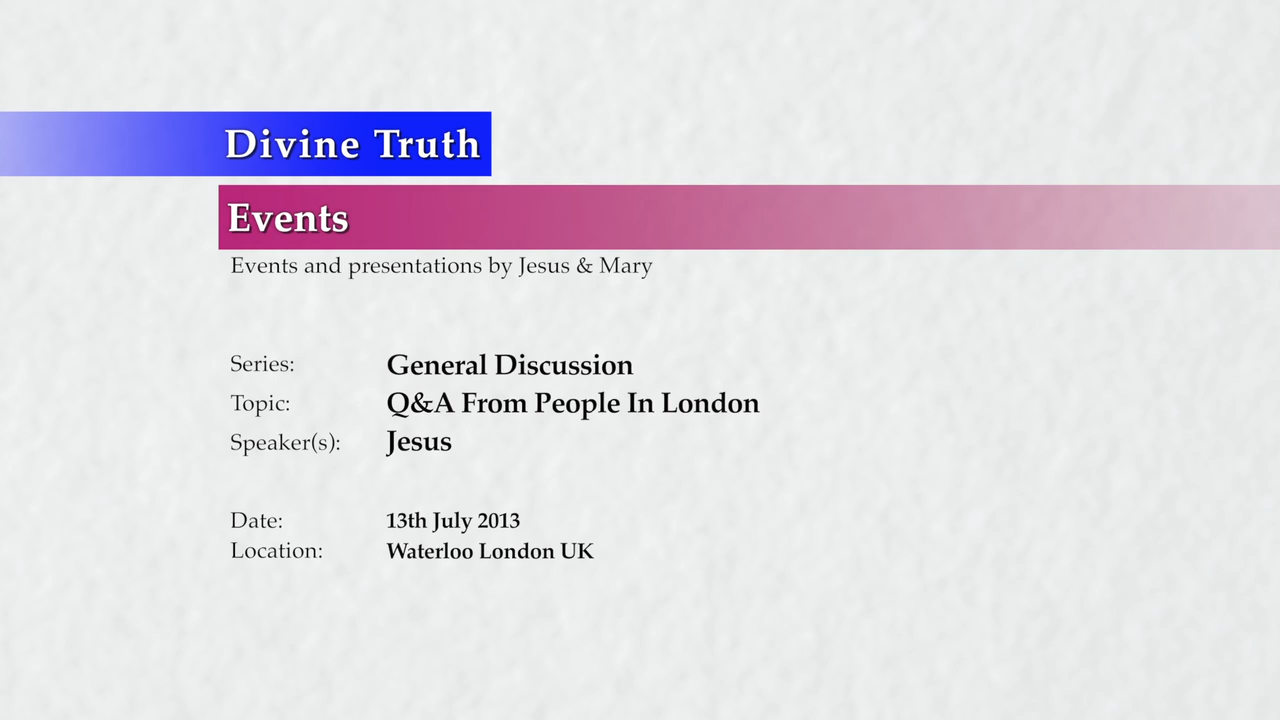 Divine Truth
Events
Events and presentations by Jesus & Mary
Series: General Discussion
Topic: Q&A From People In London
Speaker(s): Jesus
Date: 13th July 2013
Location: Waterloo London UK